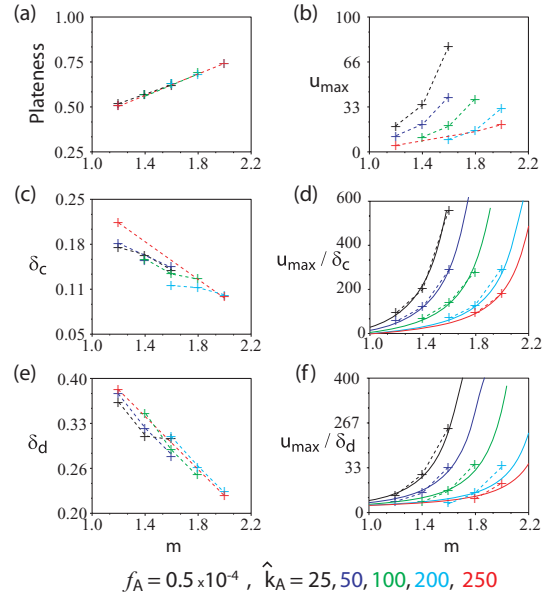 (a)
Plateness
1.00
0.75
0.50
0.25
1.0 1.4 1.8 2.2
(b)
u_max
100
66
33
0
1.0 1.4 1.8 2.2
(c)
δ_c
0.25
0.18
0.11
0.05
1.0 1.4 1.8 2.2
(d)
u_max / δ_c
600
400
200
0
1.0 1.4 1.8 2.2
(e)
δ_d
0.40
0.33
0.26
0.20
1.0 1.4 1.8 2.2
m
(f)
u_max / δ_d
400
267
33
0
1.0 1.4 1.8 2.2
m
f_A = 0.5 x10⁻⁴ , k̂_A = 25, 50, 100, 200, 250